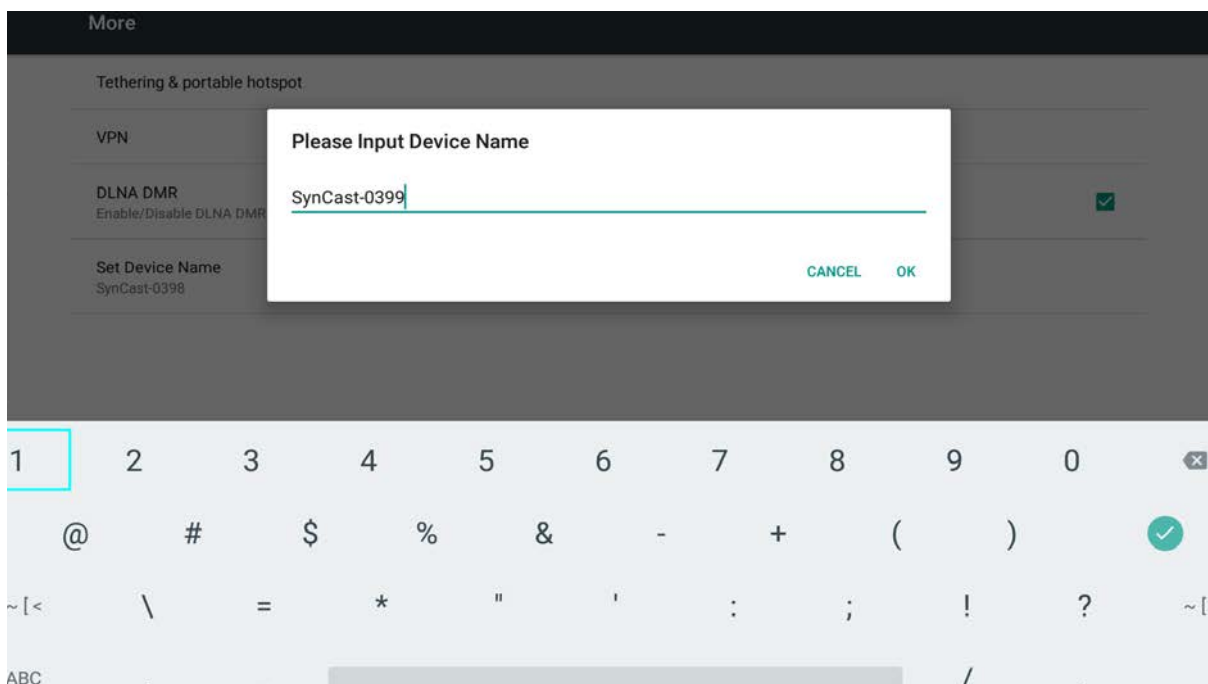 More
Tethering & portable hotspot
VPN
DLNA DMR
Enable/Disable DLNA DMR
Set Device Name
SynCast-0398
Please Input Device Name
SynCast-0399
CANCEL OK
1 2 3 4 5 6 7 8 9 0
@ # $ % & - + ( )
~ [ < \ = * " ' : ; ! ? ~ [
ABC /